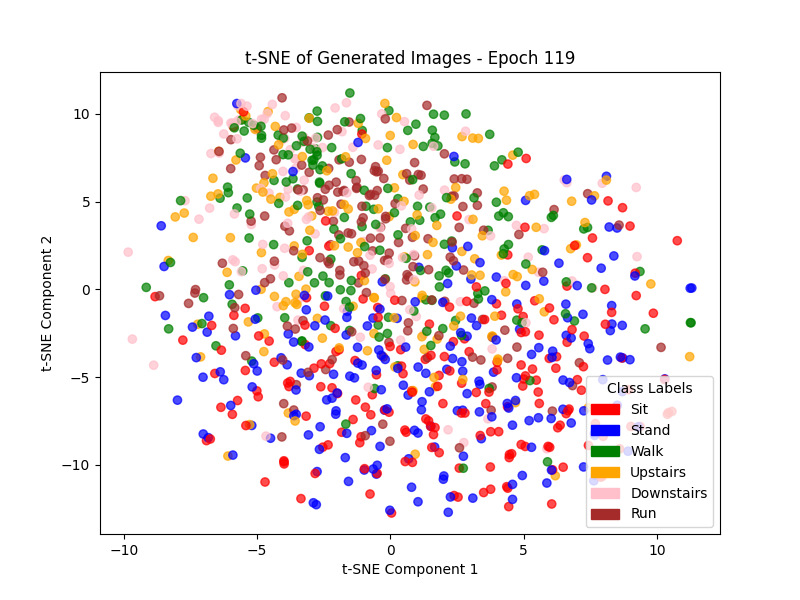 t-SNE of Generated Images - Epoch 119
t-SNE Component 2
10
5
0
−5
−10
Class Labels
Sit
Stand
Walk
Upstairs
Downstairs
Run
−10
−5
0
5
10
t-SNE Component 1